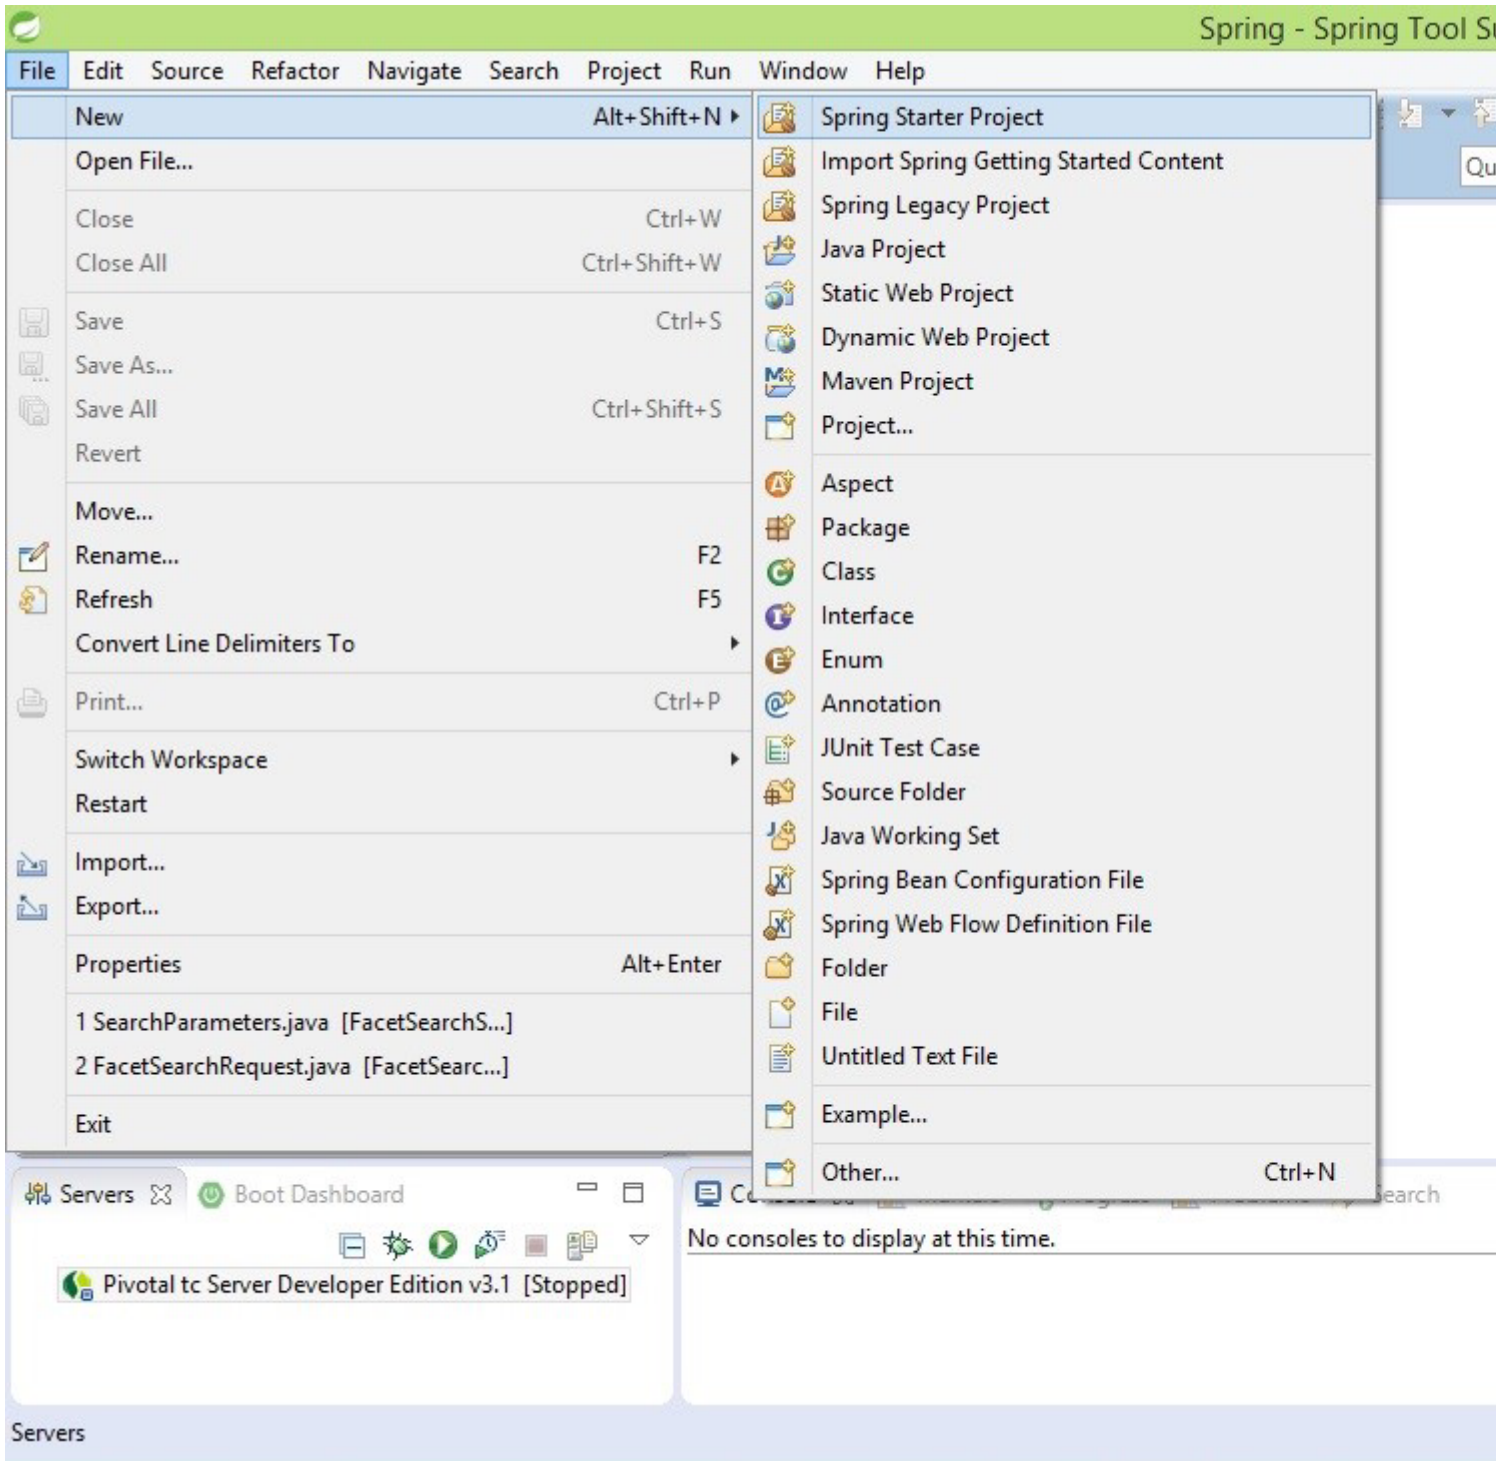 Spring - Spring Tool
File Edit Source Refactor Navigate Search Project Run Window Help
New Alt+Shift+N
Open File...
Close Ctrl+W
Close All Ctrl+Shift+W
Save Ctrl+S
Save As...
Save All Ctrl+Shift+S
Revert
Move...
Rename... F2
Refresh F5
Convert Line Delimiters To
Print... Ctrl+P
Switch Workspace
Restart
Import...
Export...
Properties Alt+Enter
1 SearchParameters.java [FacetSearchS...]
2 FacetSearchRequest.java [FacetSearc...]
Exit
Spring Starter Project
Import Spring Getting Started Content
Spring Legacy Project
Java Project
Static Web Project
Dynamic Web Project
Maven Project
Project...
Aspect
Package
Class
Interface
Enum
Annotation
JUnit Test Case
Source Folder
Java Working Set
Spring Bean Configuration File
Spring Web Flow Definition File
Folder
File
Untitled Text File
Example...
Other... Ctrl+N
Servers Boot Dashboard
Pivotal tc Server Developer Edition v3.1 [Stopped]
No consoles to display at this time.
Servers